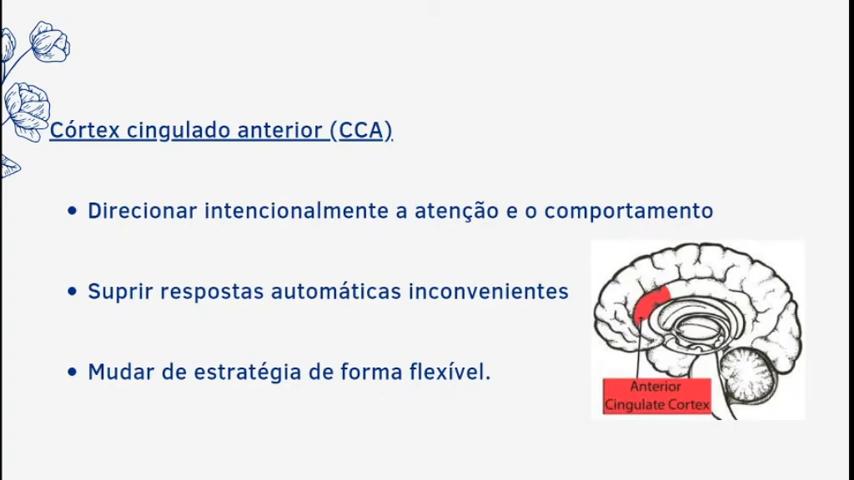 Córtex cingulado anterior (CCA)
• Direcionar intencionalmente a atenção e o comportamento
• Suprir respostas automáticas inconvenientes
• Mudar de estratégia de forma flexível.
Anterior
Cingulate Cortex